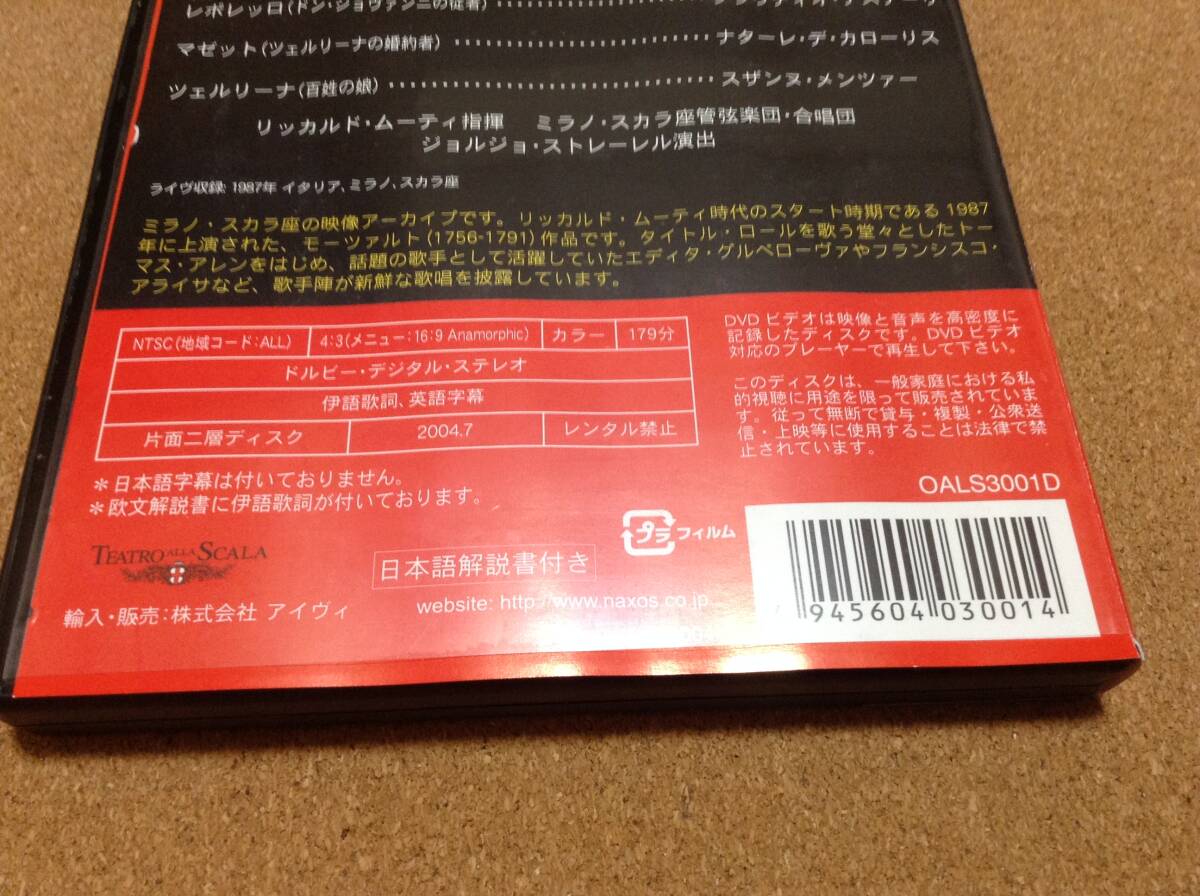 レポレッロ(ドン・ジョヴァンニの従者)
マゼット(ツェルリーナの婚約者) ナターレ・デ・カローリス
ツェルリーナ(百姓の娘) スザンヌ・メンツァー
リッカルド・ムーティ指揮 ミラノ・スカラ座管弦楽団・合唱団
ジョルジョ・ストレーレル演出
ライヴ収録: 1987年 イタリア、ミラノ、スカラ座
ミラノ・スカラ座の映像アーカイブです。リッカルド・ムーティ時代のスタート時期である1987
年に上演された、モーツァルト(1756-1791)作品です。タイトル・ロールを歌う堂々としたトー
マス・アレンをはじめ、話題の歌手として活躍していたエディタ・グルベローヴァやフランシスコ・
アライサなど、歌手陣が新鮮な歌唱を披露しています。
NTSC(地域コード:ALL) 4:3(メニュー:16:9 Anamorphic) カラー 179分
ドルビー・デジタル・ステレオ
伊語歌詞、英語字幕
片面二層ディスク 2004.7 レンタル禁止
*日本語字幕は付いておりません。
*欧文解説書に伊語歌詞が付いております。
DVDビデオは映像と音声を高密度に
記録したディスクです。DVDビデオ
対応のプレーヤーで再生して下さい。
このディスクは、一般家庭における私
的視聴に用途を限って販売されていま
す。従って無断で貸与・複製・公衆送
信・上映等に使用することは法律で禁
止されています。
OALS3001D
プラ フィルム
TEATRO ALLA SCALA
日本語解説書付き
輸入・販売:株式会社 アイヴィ
website: http://www.naxos.co.jp
945604 030014